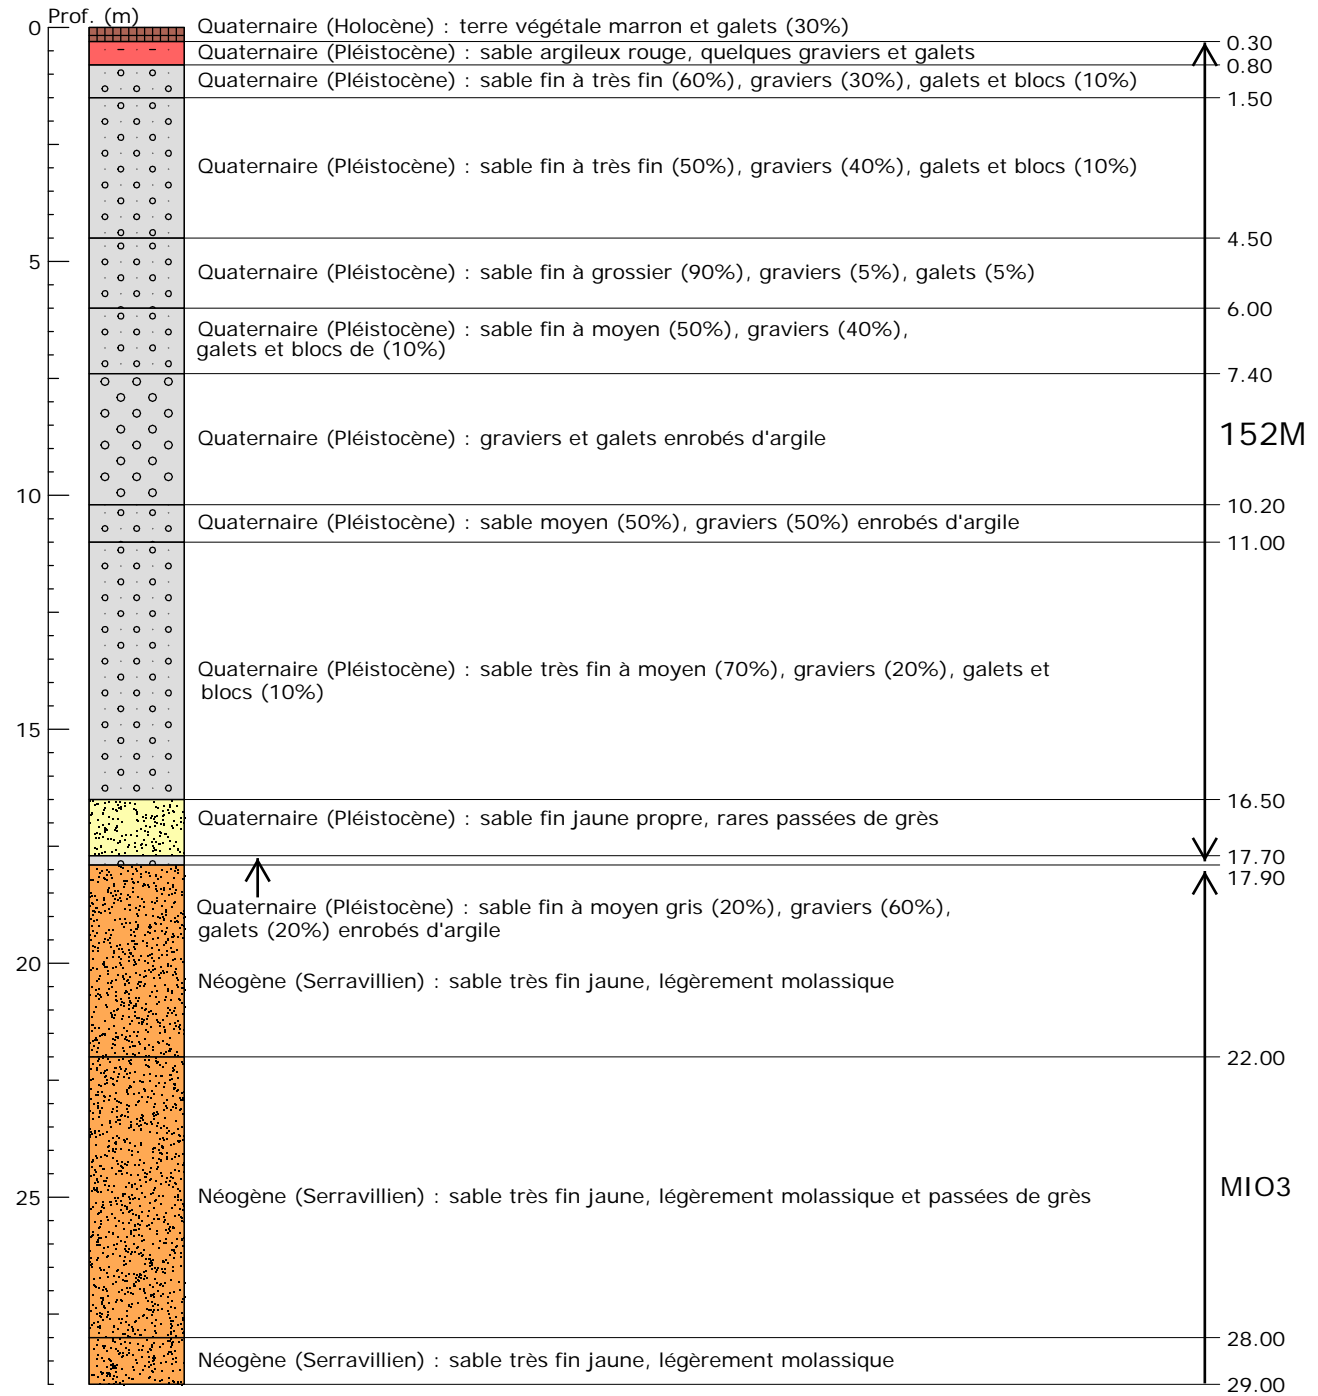 Prof. (m)
0
Quaternaire (Holocène) : terre végétale marron et galets (30%)
0.30
Quaternaire (Pléistocène) : sable argileux rouge, quelques graviers et galets
0.80
Quaternaire (Pléistocène) : sable fin à très fin (60%), graviers (30%), galets et blocs (10%)
1.50
Quaternaire (Pléistocène) : sable fin à très fin (50%), graviers (40%), galets et blocs (10%)
4.50
5
Quaternaire (Pléistocène) : sable fin à grossier (90%), graviers (5%), galets (5%)
6.00
Quaternaire (Pléistocène) : sable fin à moyen (50%), graviers (40%),
galets et blocs de (10%)
7.40
152M
Quaternaire (Pléistocène) : graviers et galets enrobés d'argile
10
10.20
Quaternaire (Pléistocène) : sable moyen (50%), graviers (50%) enrobés d'argile
11.00
Quaternaire (Pléistocène) : sable très fin à moyen (70%), graviers (20%), galets et
blocs (10%)
15
16.50
Quaternaire (Pléistocène) : sable fin jaune propre, rares passées de grès
17.70
17.90
Quaternaire (Pléistocène) : sable fin à moyen gris (20%), graviers (60%),
galets (20%) enrobés d'argile
20
Néogène (Serravillien) : sable très fin jaune, légèrement molassique
22.00
25
Néogène (Serravillien) : sable très fin jaune, légèrement molassique et passées de grès
MIO3
28.00
Néogène (Serravillien) : sable très fin jaune, légèrement molassique
29.00